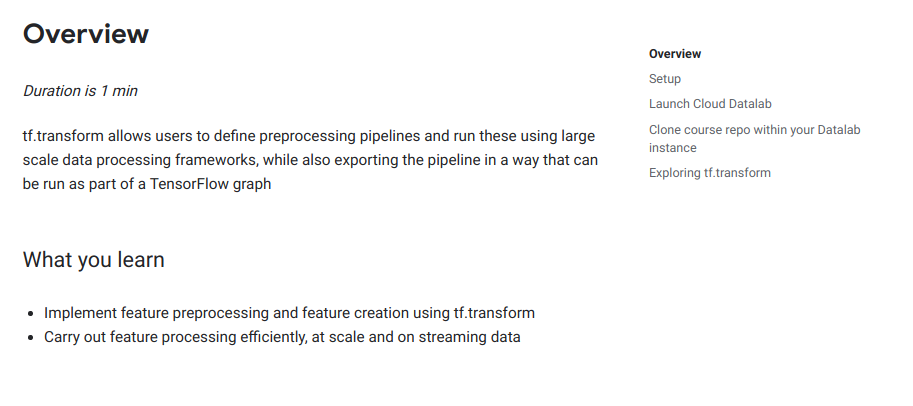 Overview
Duration is 1 min
tf.transform allows users to define preprocessing pipelines and run these using large
scale data processing frameworks, while also exporting the pipeline in a way that can
be run as part of a TensorFlow graph
What you learn
• Implement feature preprocessing and feature creation using tf.transform
• Carry out feature processing efficiently, at scale and on streaming data
Overview
Setup
Launch Cloud Datalab
Clone course repo within your Datalab
instance
Exploring tf.transform